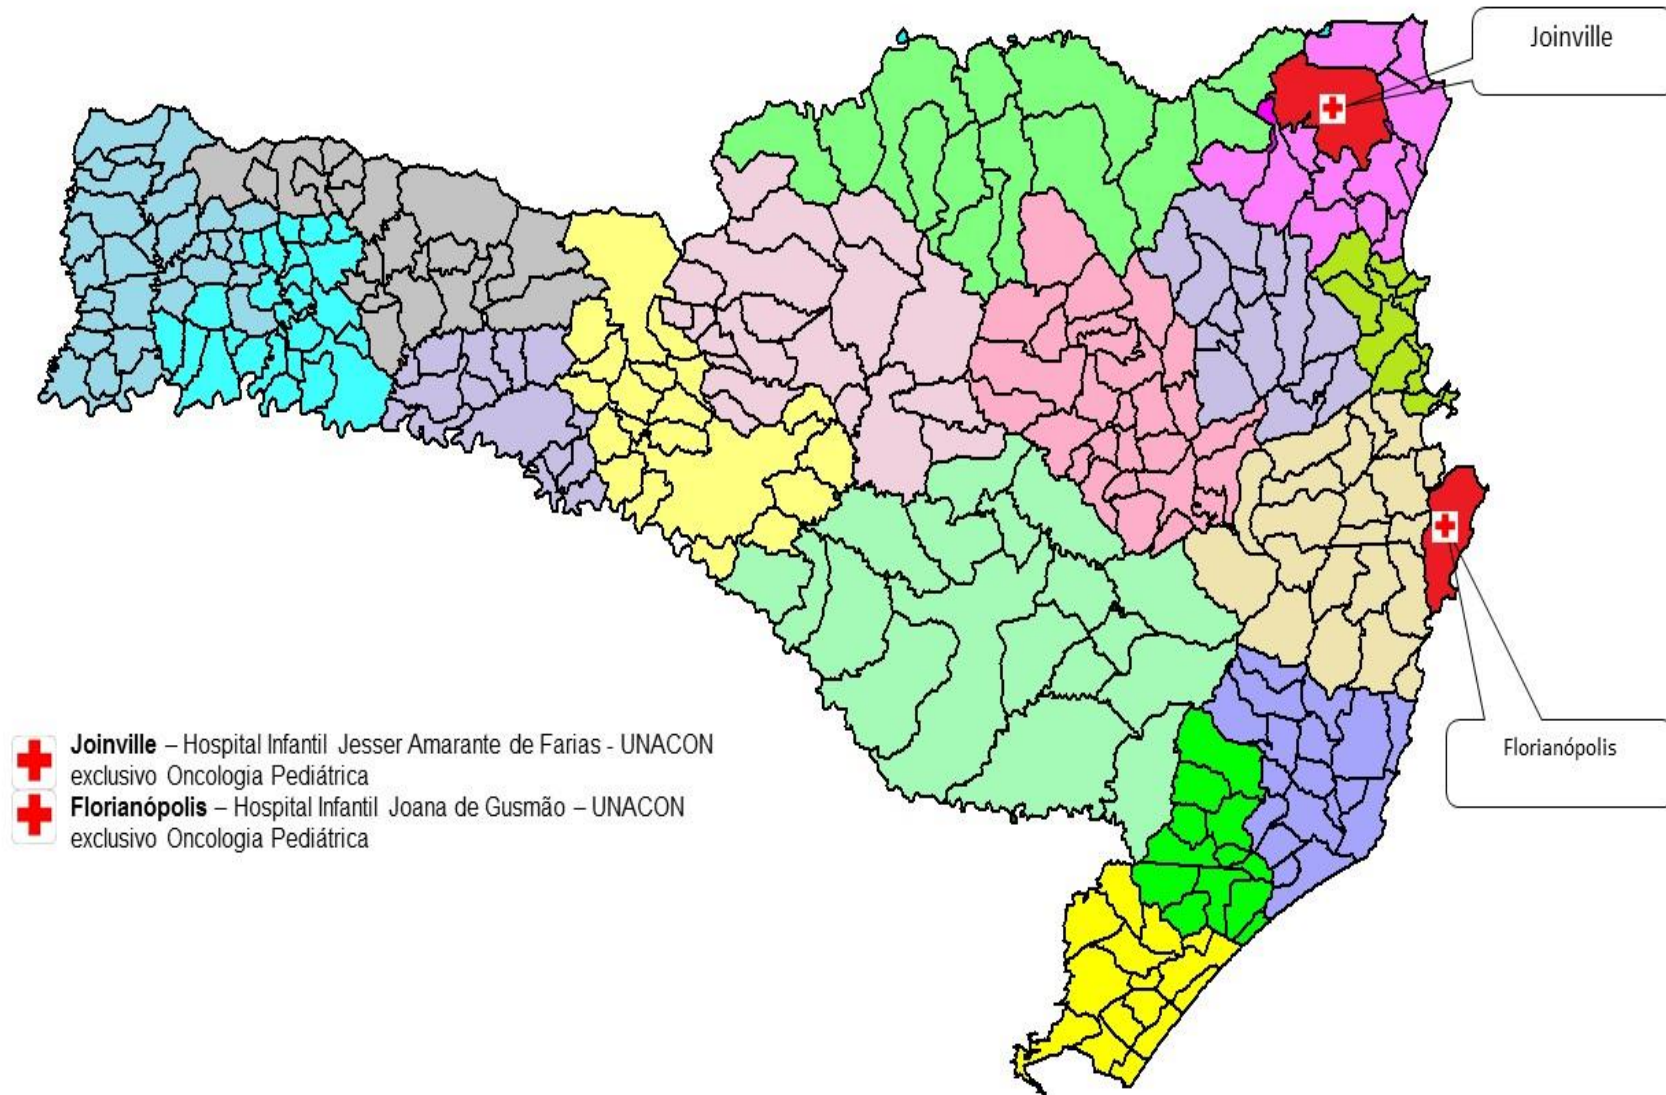 Joinville
Florianópolis
Joinville – Hospital Infantil Jesser Amarante de Farias - UNACON
exclusivo Oncologia Pediátrica
Florianópolis – Hospital Infantil Joana de Gusmão – UNACON
exclusivo Oncologia Pediátrica